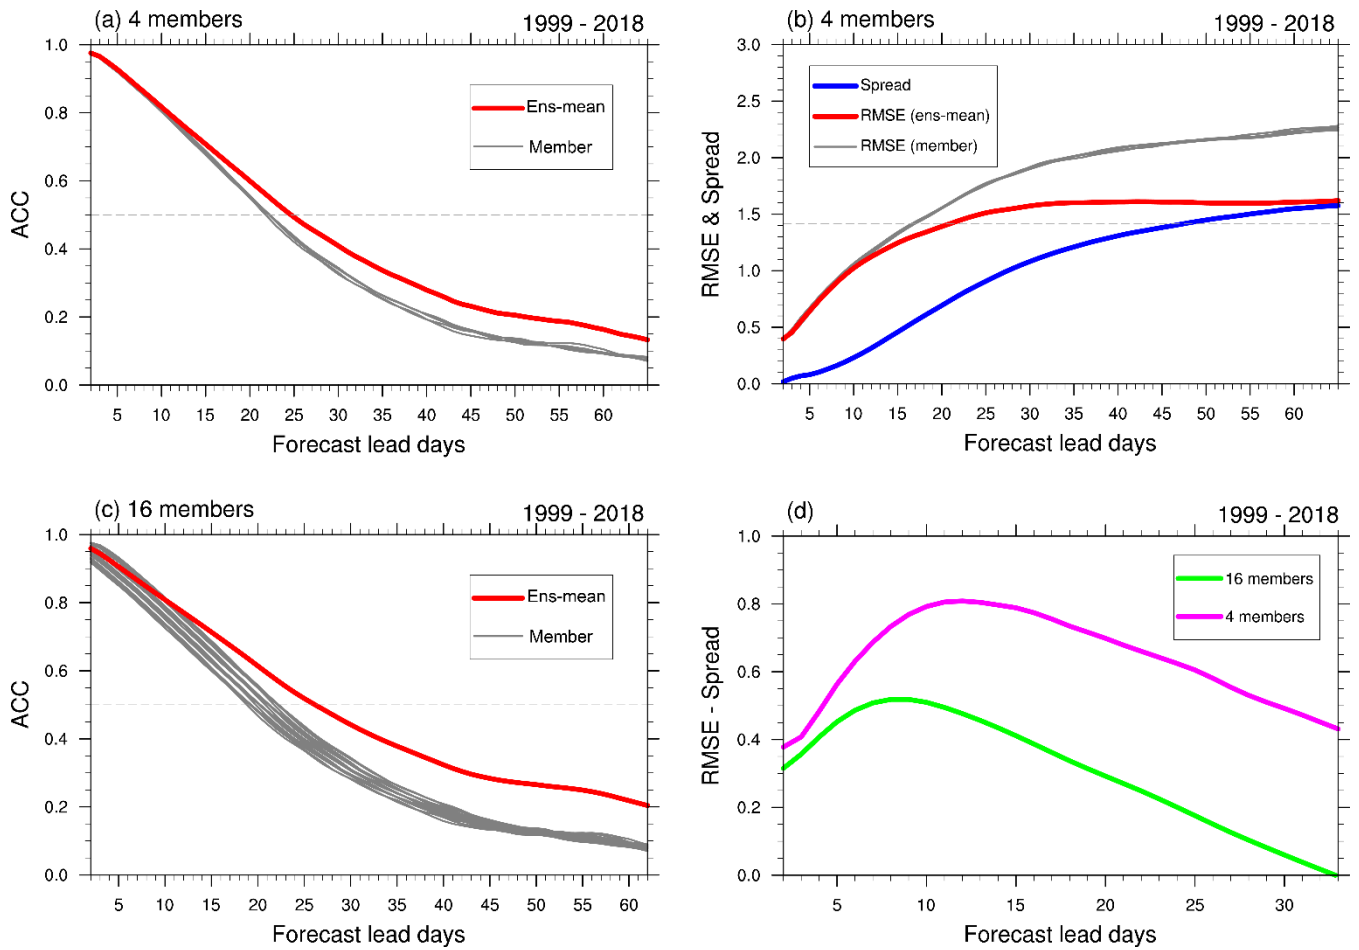 (a) 4 members 1999 - 2018
1.0
0.8
0.6
0.4
0.2
0.0
ACC
Ens-mean
Member
5 10 15 20 25 30 35 40 45 50 55 60
Forecast lead days
(b) 4 members 1999 - 2018
3.0
2.5
2.0
1.5
1.0
0.5
0.0
RMSE & Spread
Spread
RMSE (ens-mean)
RMSE (member)
5 10 15 20 25 30 35 40 45 50 55 60
Forecast lead days
(c) 16 members 1999 - 2018
1.0
0.8
0.6
0.4
0.2
0.0
ACC
Ens-mean
Member
5 10 15 20 25 30 35 40 45 50 55 60
Forecast lead days
(d) 1999 - 2018
1.0
0.8
0.6
0.4
0.2
0.0
RMSE - Spread
16 members
4 members
5 10 15 20 25 30
Forecast lead days